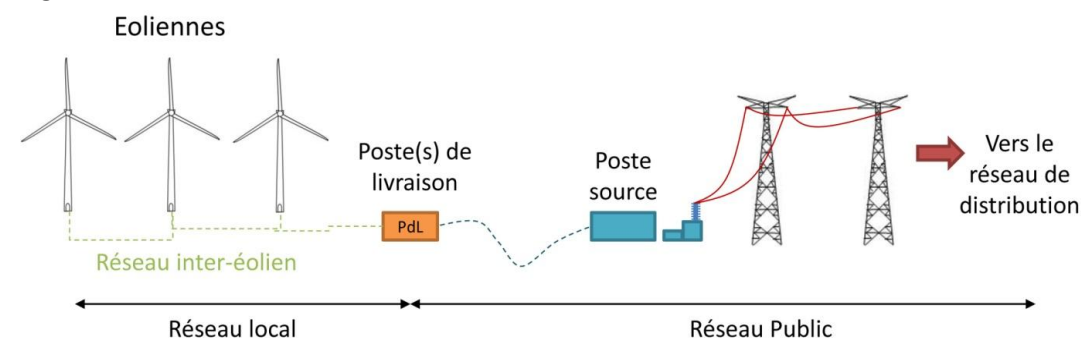 Eoliennes
Poste(s) de
livraison
PdL
Poste
source
Vers le
réseau de
distribution
Réseau inter-éolien
Réseau local
Réseau Public